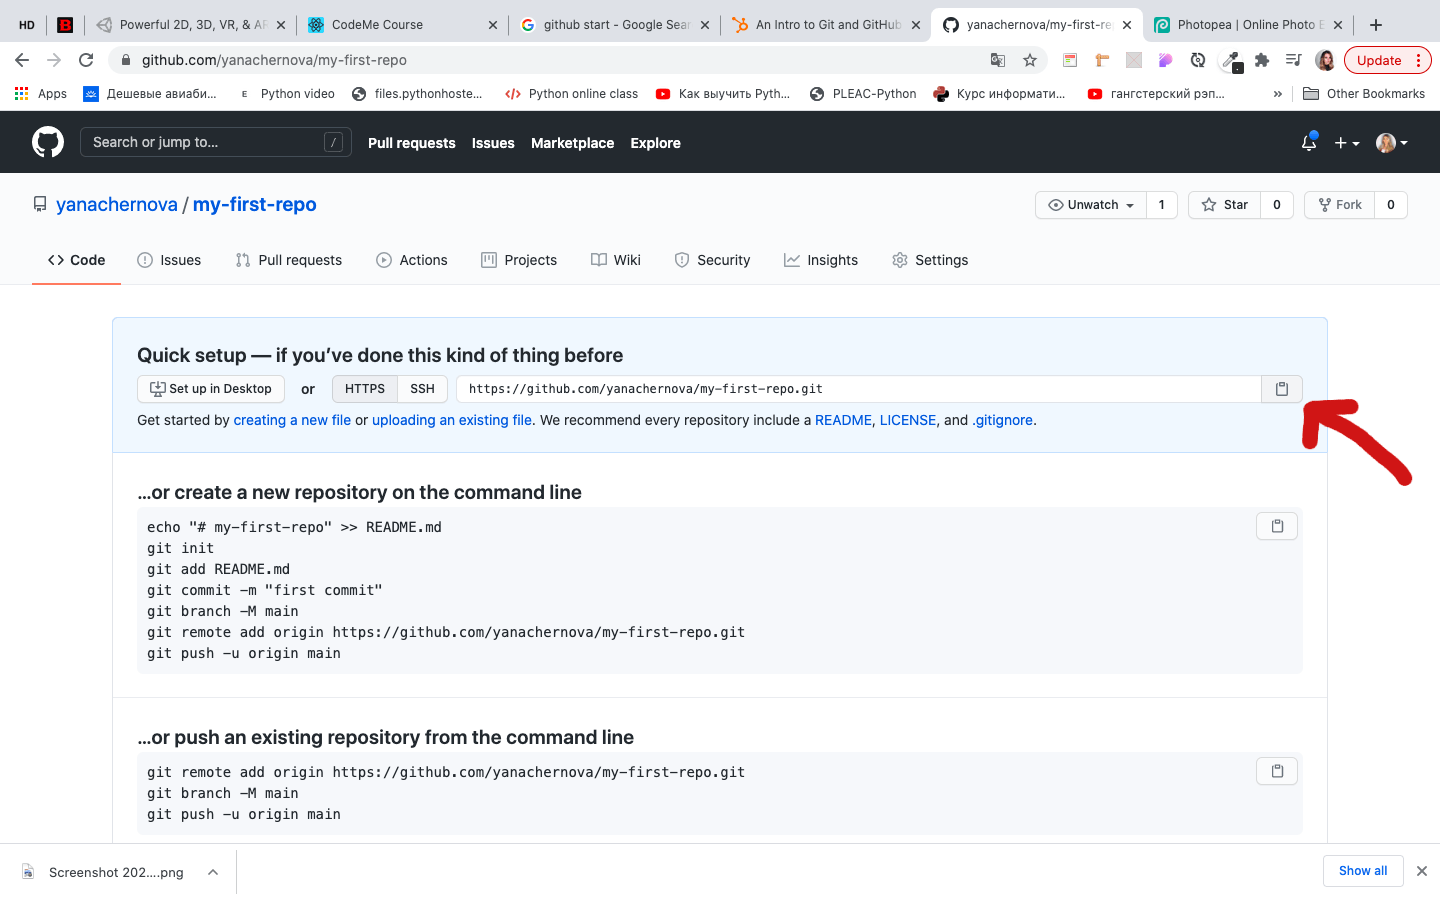 HD
Powerful 2D, 3D, VR, & AR
CodeMe Course
github start - Google Sear
An Intro to Git and GitHub
yanachernova/my-first-re
Photopea | Online Photo E
github.com/yanachernova/my-first-repo
Update
Apps
Дешевые авиаби...
E Python video
files.pythonhoste...
Python online class
Как выучить Pyth...
PLEAC-Python
Курс информати...
гангстерский рэп...
»
Other Bookmarks
Search or jump to...
/
Pull requests
Issues
Marketplace
Explore
yanachernova / my-first-repo
Unwatch 1
Star 0
Fork 0
Code
Issues
Pull requests
Actions
Projects
Wiki
Security
Insights
Settings
Quick setup — if you’ve done this kind of thing before
Set up in Desktop or HTTPS SSH https://github.com/yanachernova/my-first-repo.git
Get started by creating a new file or uploading an existing file. We recommend every repository include a README, LICENSE, and .gitignore.
…or create a new repository on the command line
echo "# my-first-repo" >> README.md
git init
git add README.md
git commit -m "first commit"
git branch -M main
git remote add origin https://github.com/yanachernova/my-first-repo.git
git push -u origin main
…or push an existing repository from the command line
git remote add origin https://github.com/yanachernova/my-first-repo.git
git branch -M main
git push -u origin main
Screenshot 202....png
Show all